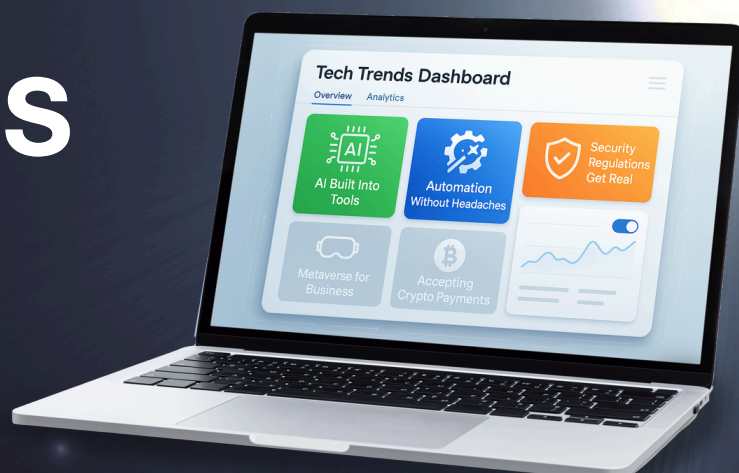 S
Tech Trends Dashboard
Overview Analytics
AI
AI Built Into
Tools
Automation
Without Headaches
Security
Regulations
Get Real
Metaverse for
Business
Accepting
Crypto Payments